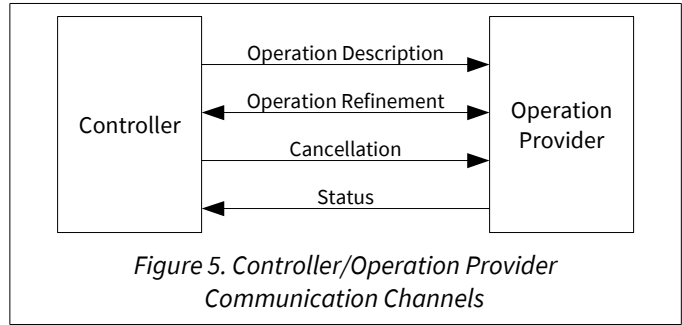 Operation Description
Operation Refinement
Controller
Operation
Provider
Cancellation
Status
Figure 5. Controller/Operation Provider
Communication Channels